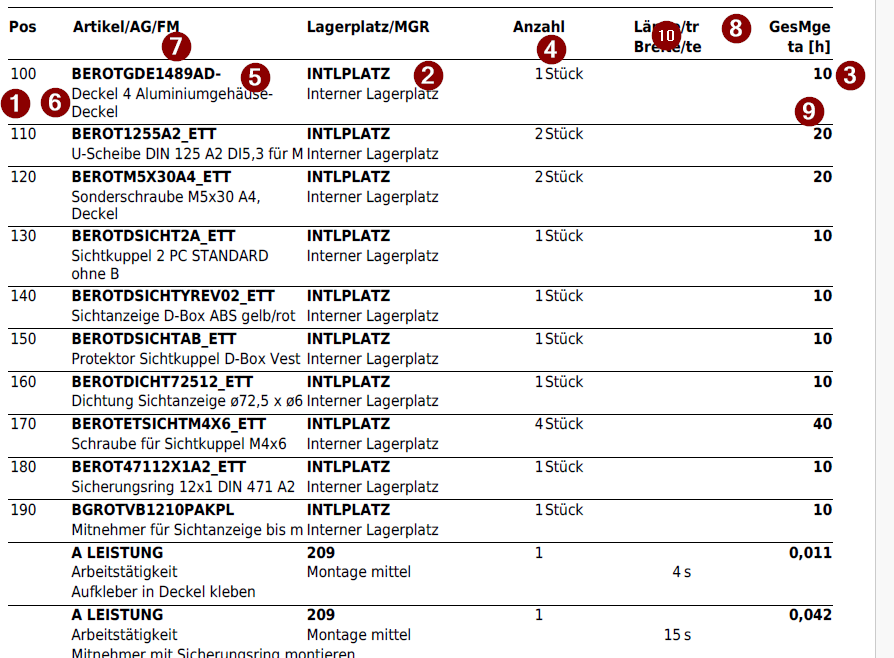 Pos Artikel/AG/FM Lagerplatz/MGR Anzahl Länge/tr 8 GesMge
7 4 10 Breite/te ta [h]
100 BEROTGDE1489AD- 5 INTLPLATZ 2 1 Stück 10 3
1 6 Deckel 4 Aluminiumgehäuse- Interner Lagerplatz 9
Deckel
110 BEROT1255A2_ETT INTLPLATZ 2 Stück 20
U-Scheibe DIN 125 A2 DI5,3 für M Interner Lagerplatz
120 BEROTM5X30A4_ETT INTLPLATZ 2 Stück 20
Sonderschraube M5x30 A4, Interner Lagerplatz
Deckel
130 BEROTDSICHT2A_ETT INTLPLATZ 1 Stück 10
Sichtkuppel 2 PC STANDARD Interner Lagerplatz
ohne B
140 BEROTDSICHTYREV02_ETT INTLPLATZ 1 Stück 10
Sichtanzeige D-Box ABS gelb/rot Interner Lagerplatz
150 BEROTDSICHTAB_ETT INTLPLATZ 1 Stück 10
Protektor Sichtkuppel D-Box Vest Interner Lagerplatz
160 BEROTDICHT72512_ETT INTLPLATZ 1 Stück 10
Dichtung Sichtanzeige ø72,5 x ø6 Interner Lagerplatz
170 BEROTETSICHTM4X6_ETT INTLPLATZ 4 Stück 40
Schraube für Sichtkuppel M4x6 Interner Lagerplatz
180 BEROT47112X1A2_ETT INTLPLATZ 1 Stück 10
Sicherungsring 12x1 DIN 471 A2 Interner Lagerplatz
190 BGROTVB1210PAKPL INTLPLATZ 1 Stück 10
Mitnehmer für Sichtanzeige bis m Interner Lagerplatz
A LEISTUNG 209 1 0,011
Arbeitstätigkeit Montage mittel 4 s
Aufkleber in Deckel kleben
A LEISTUNG 209 1 0,042
Arbeitstätigkeit Montage mittel 15 s
Mitnehmer mit Sicherungsring montieren